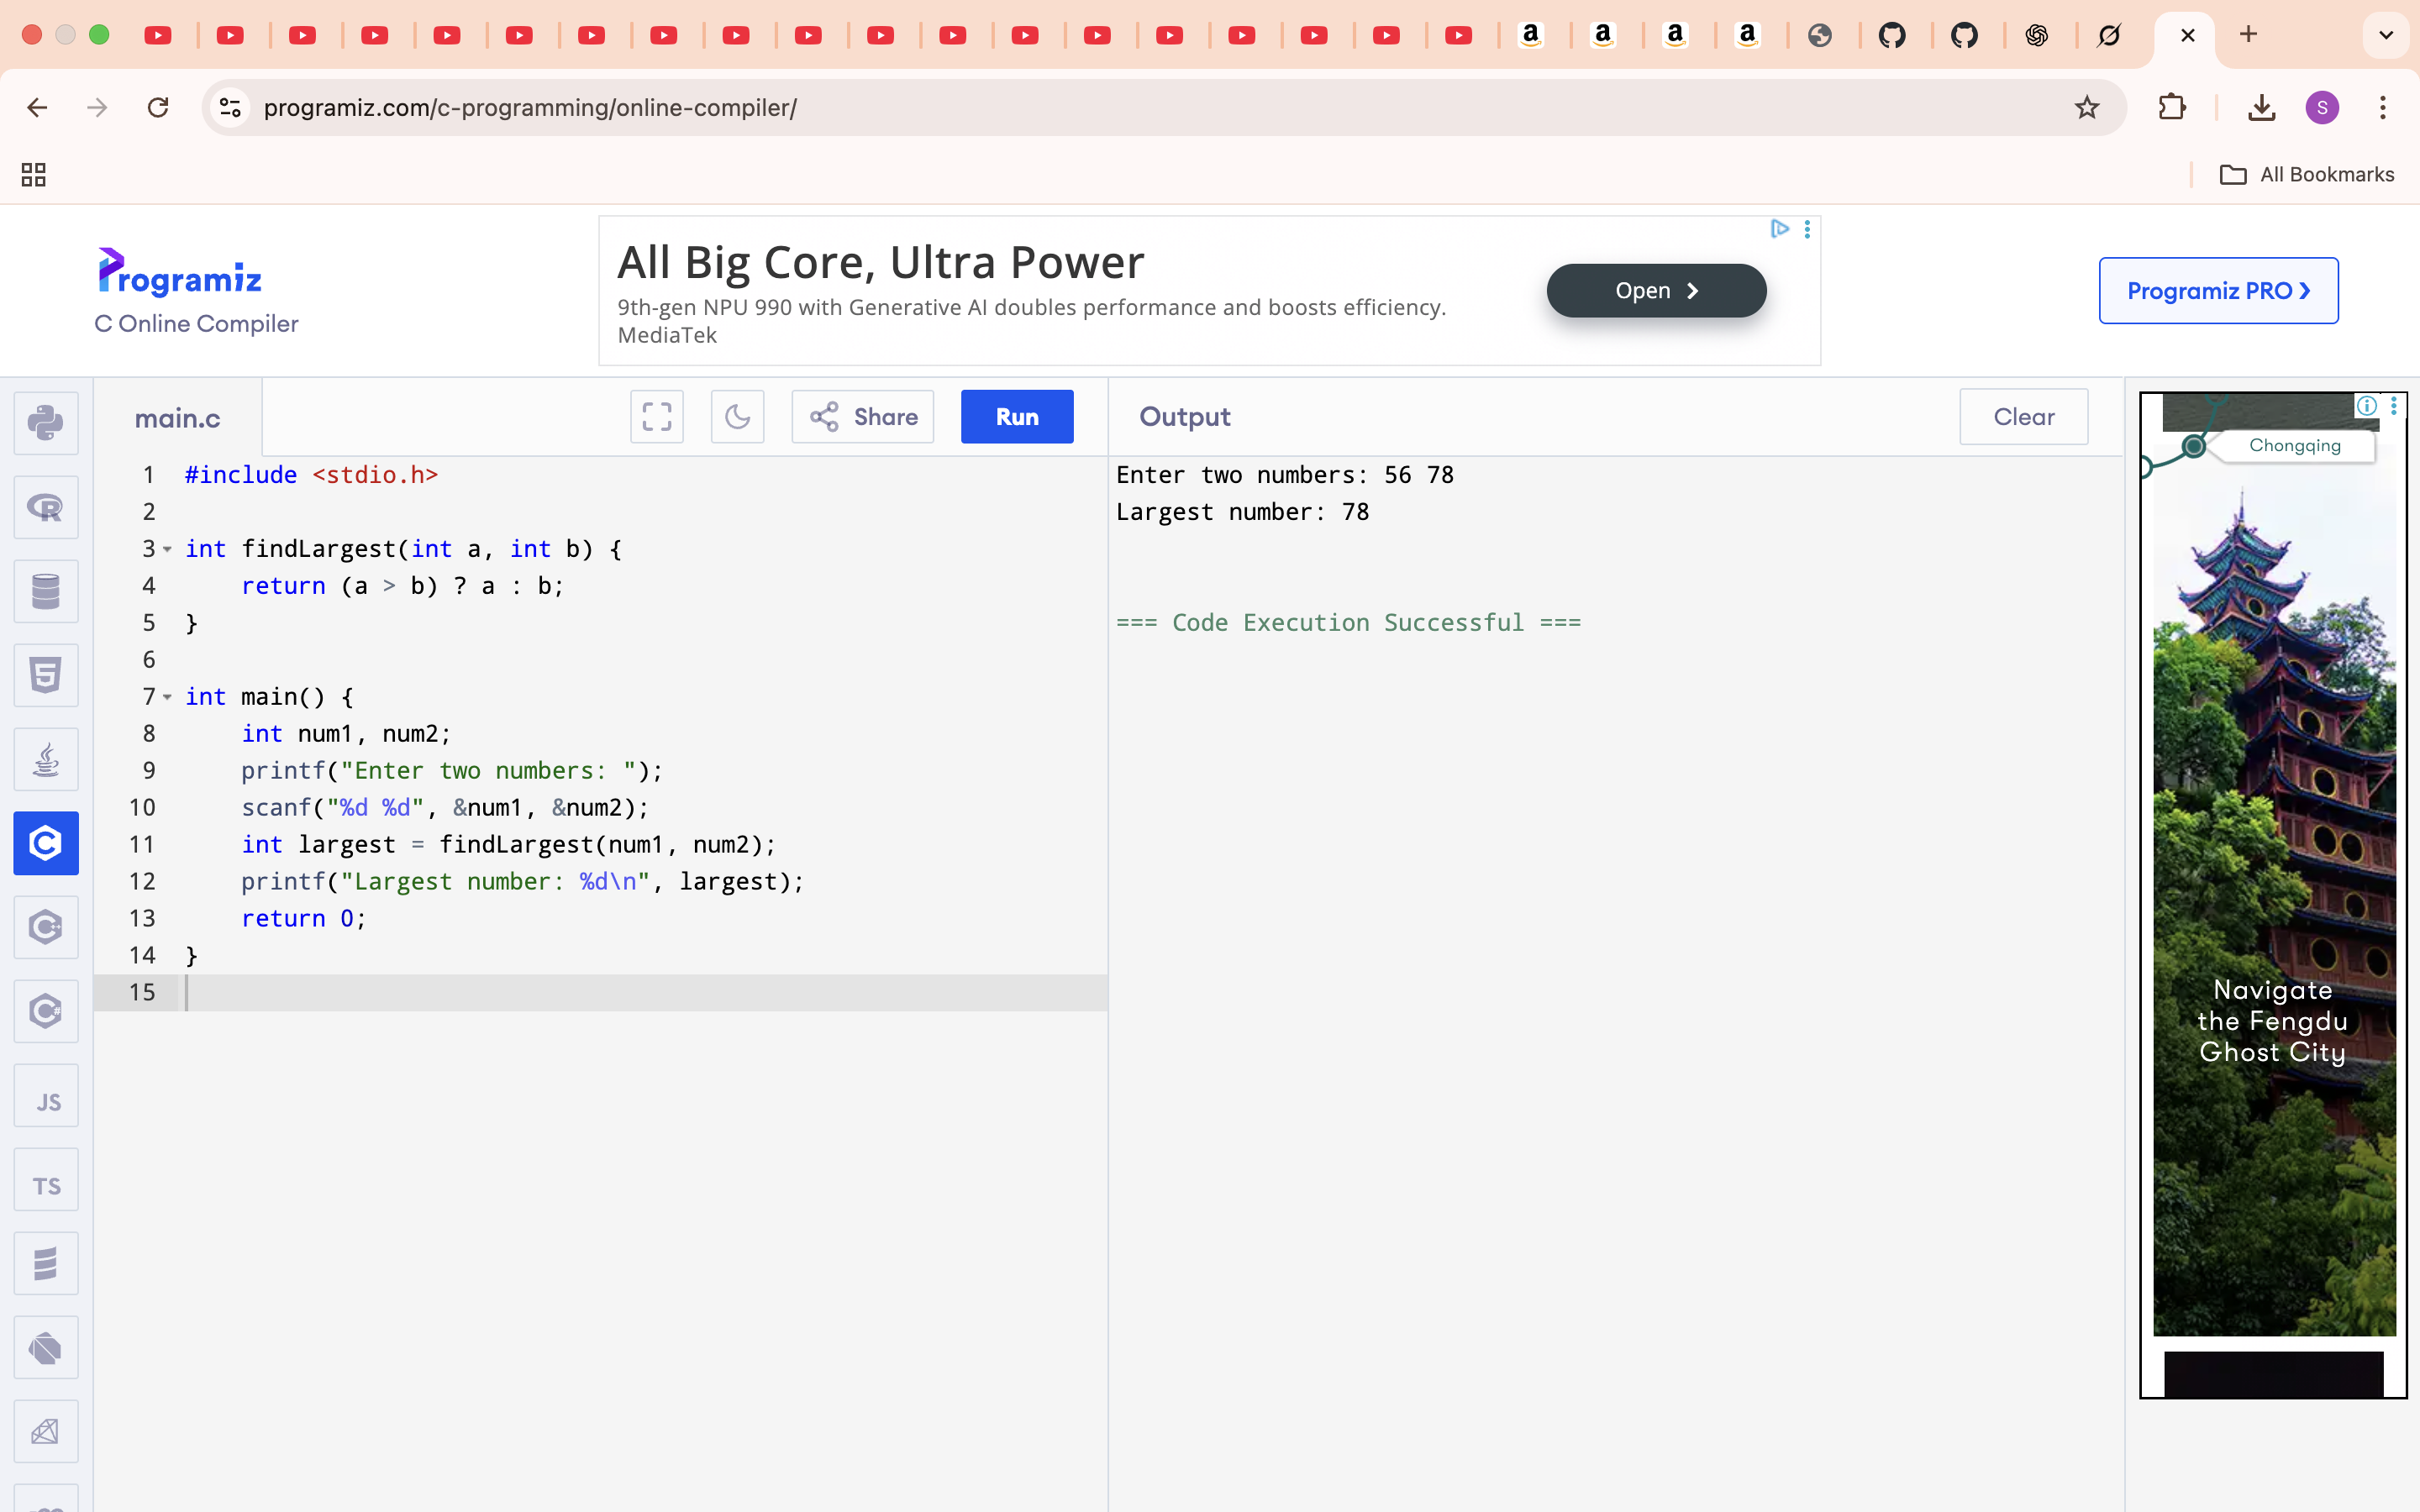 programiz.com/c-programming/online-compiler/
S
All Bookmarks
Programiz
C Online Compiler
All Big Core, Ultra Power
9th-gen NPU 990 with Generative AI doubles performance and boosts efficiency.
MediaTek
Open
Programiz PRO
main.c
Share
Run
Output
Clear
1 #include <stdio.h>
2
3 int findLargest(int a, int b) {
4     return (a > b) ? a : b;
5 }
6
7 int main() {
8     int num1, num2;
9     printf("Enter two numbers: ");
10     scanf("%d %d", &num1, &num2);
11     int largest = findLargest(num1, num2);
12     printf("Largest number: %d\n", largest);
13     return 0;
14 }
15
Enter two numbers: 56 78
Largest number: 78
=== Code Execution Successful ===
JS
TS
Chongqing
Navigate
the Fengdu
Ghost City